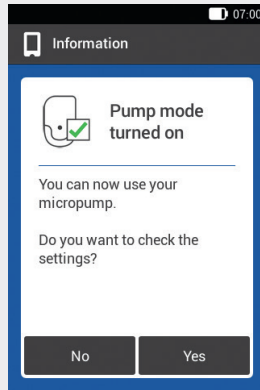 07:00
Information
Pump mode
turned on
You can now use your
micropump.
Do you want to check the
settings?
No
Yes